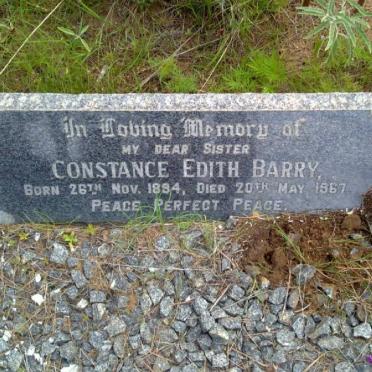 In Loving Memory of
MY DEAR SISTER
CONSTANCE EDITH BARRY,
BORN 26TH NOV. 1894, DIED 20TH MAY 1967
PEACE PERFECT PEACE.